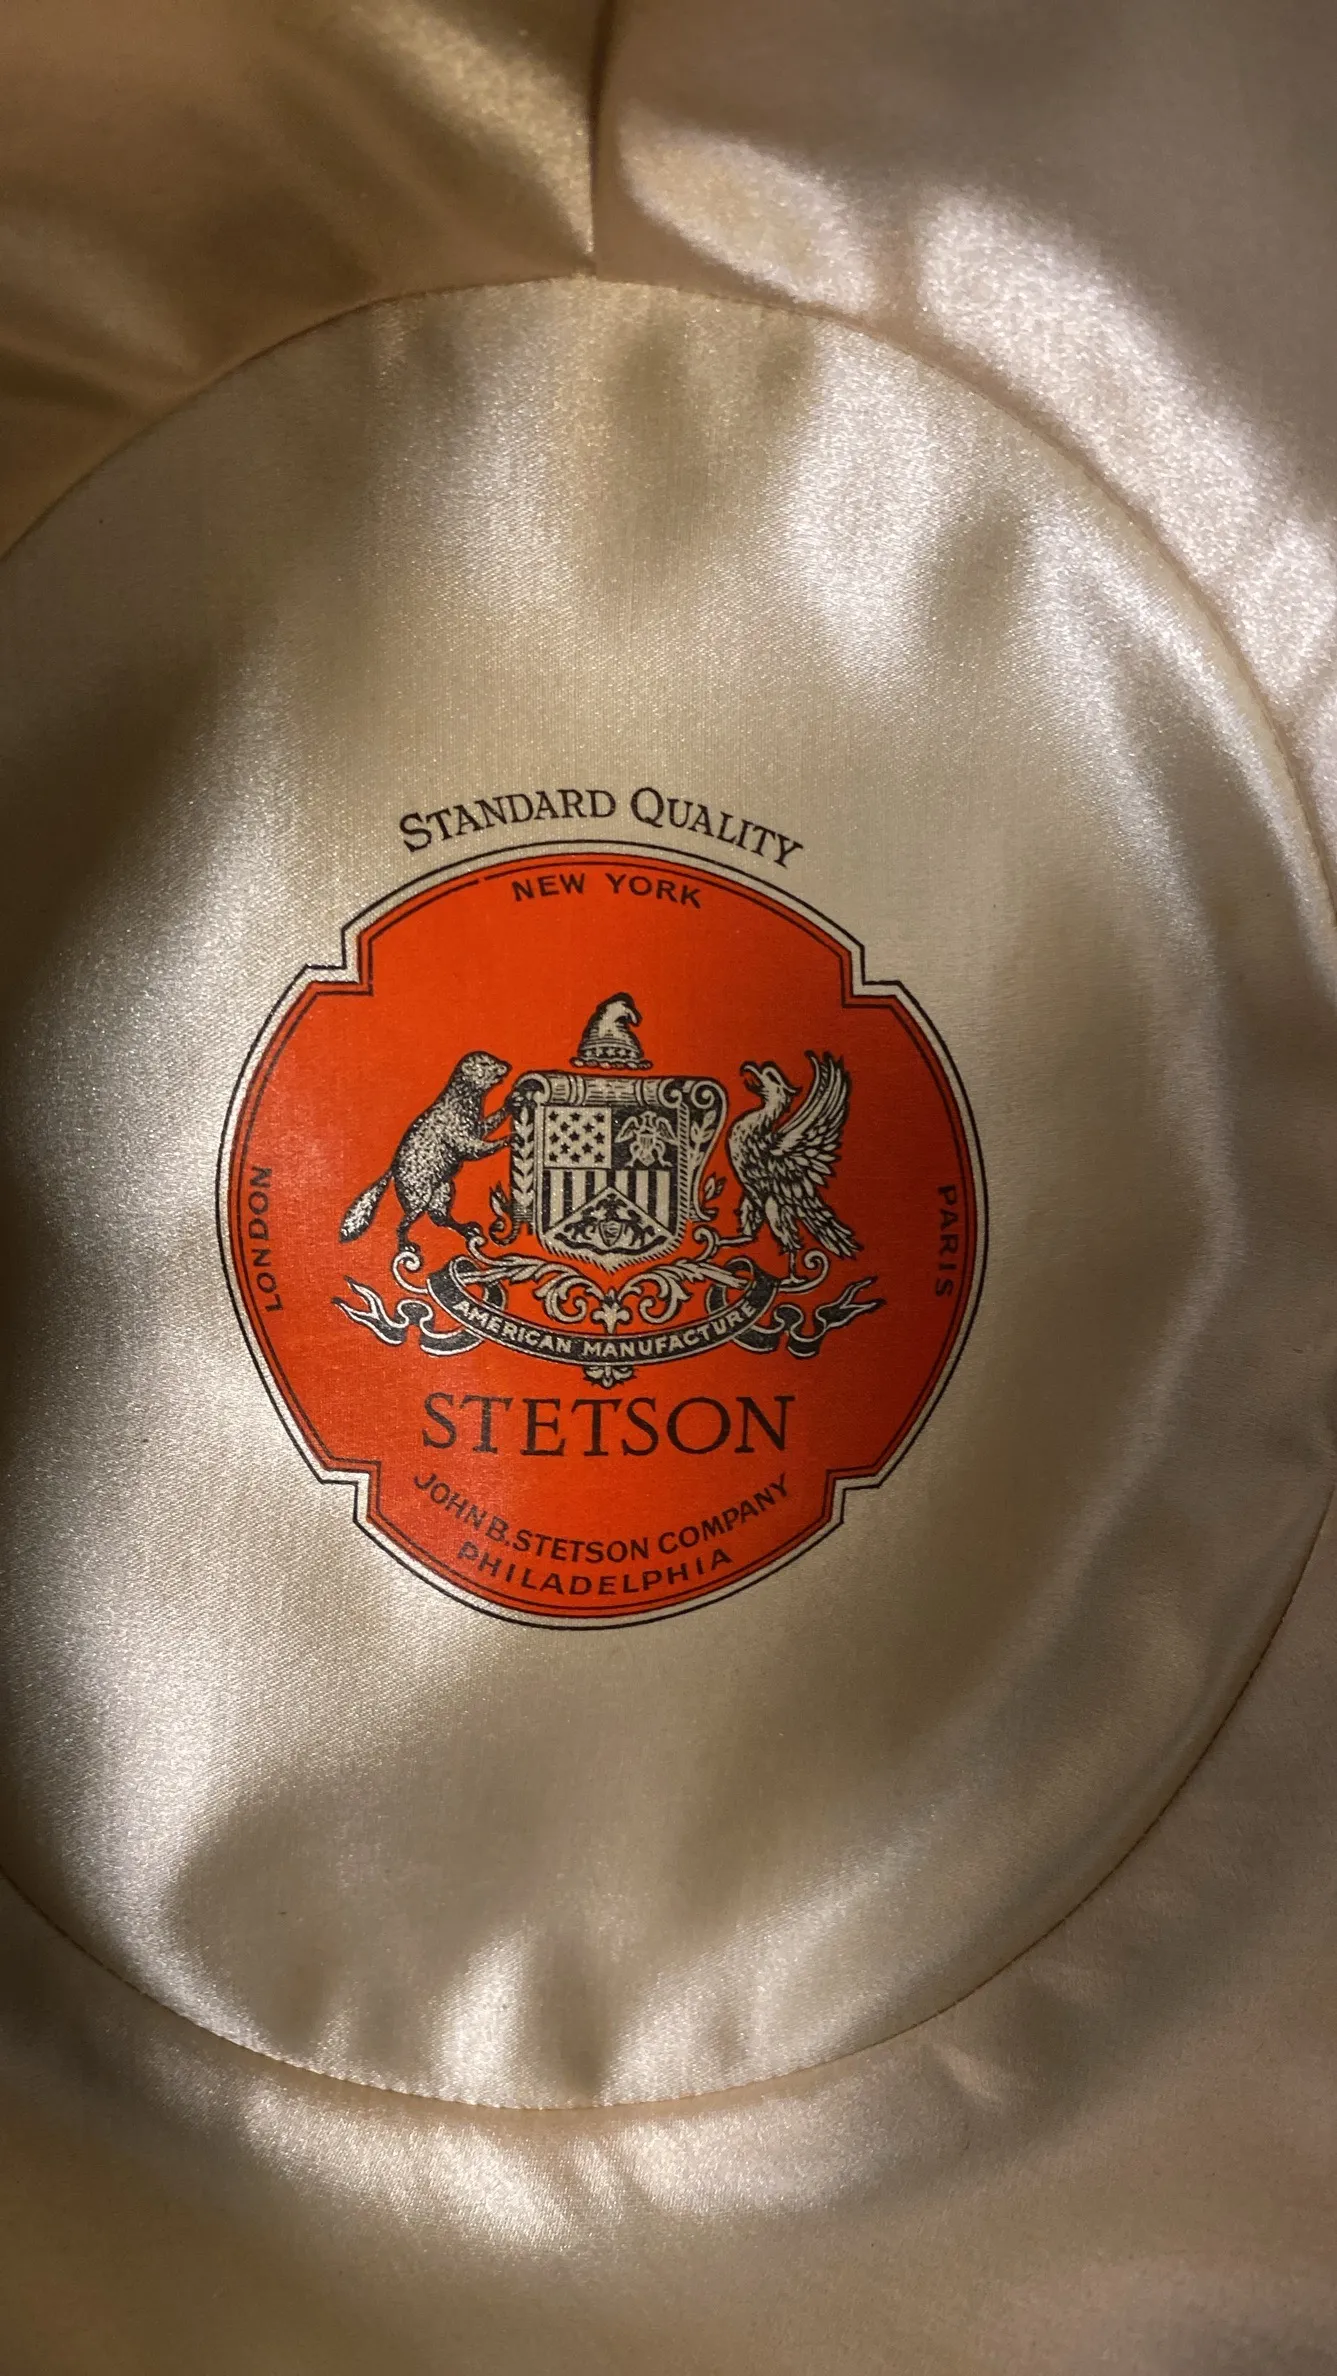 STANDARD QUALITY
NEW YORK
LONDON
PARIS
AMERICAN MANUFACTURE
STETSON
JOHN B. STETSON COMPANY
PHILADELPHIA